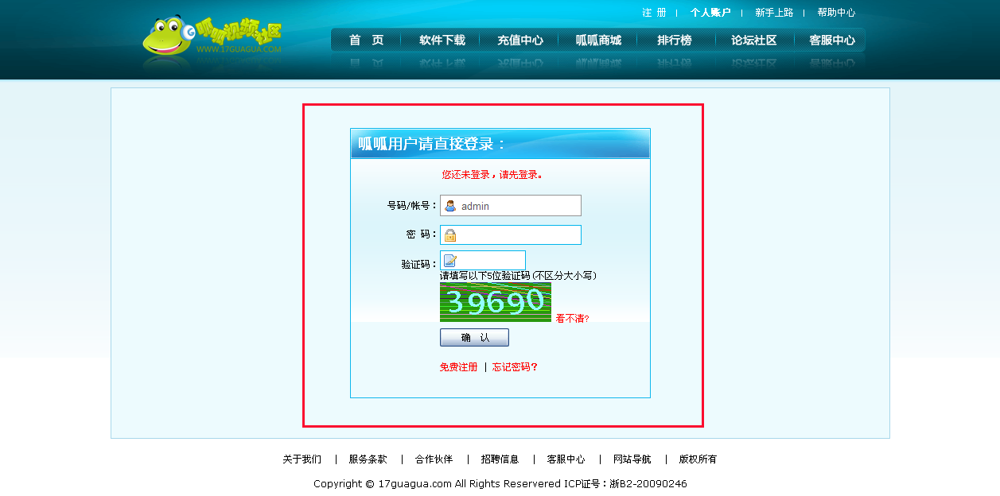 注 册 | 个人账户 | 新手上路 | 帮助中心
呱呱视频社区
WWW.17GUAGUA.COM
首 页 软件下载 充值中心 呱呱商城 排行榜 论坛社区 客服中心
呱呱用户请直接登录：
您还未登录，请先登录。
号码/帐号： admin
密 码：
验证码：
请填写以下5位验证码(不区分大小写)
39690 看不清?
确 认
免费注册 | 忘记密码?
关于我们 | 服务条款 | 合作伙伴 | 招聘信息 | 客服中心 | 网站导航 | 版权所有
Copyright © 17guagua.com All Rights Reservered ICP证号：浙B2-20090246